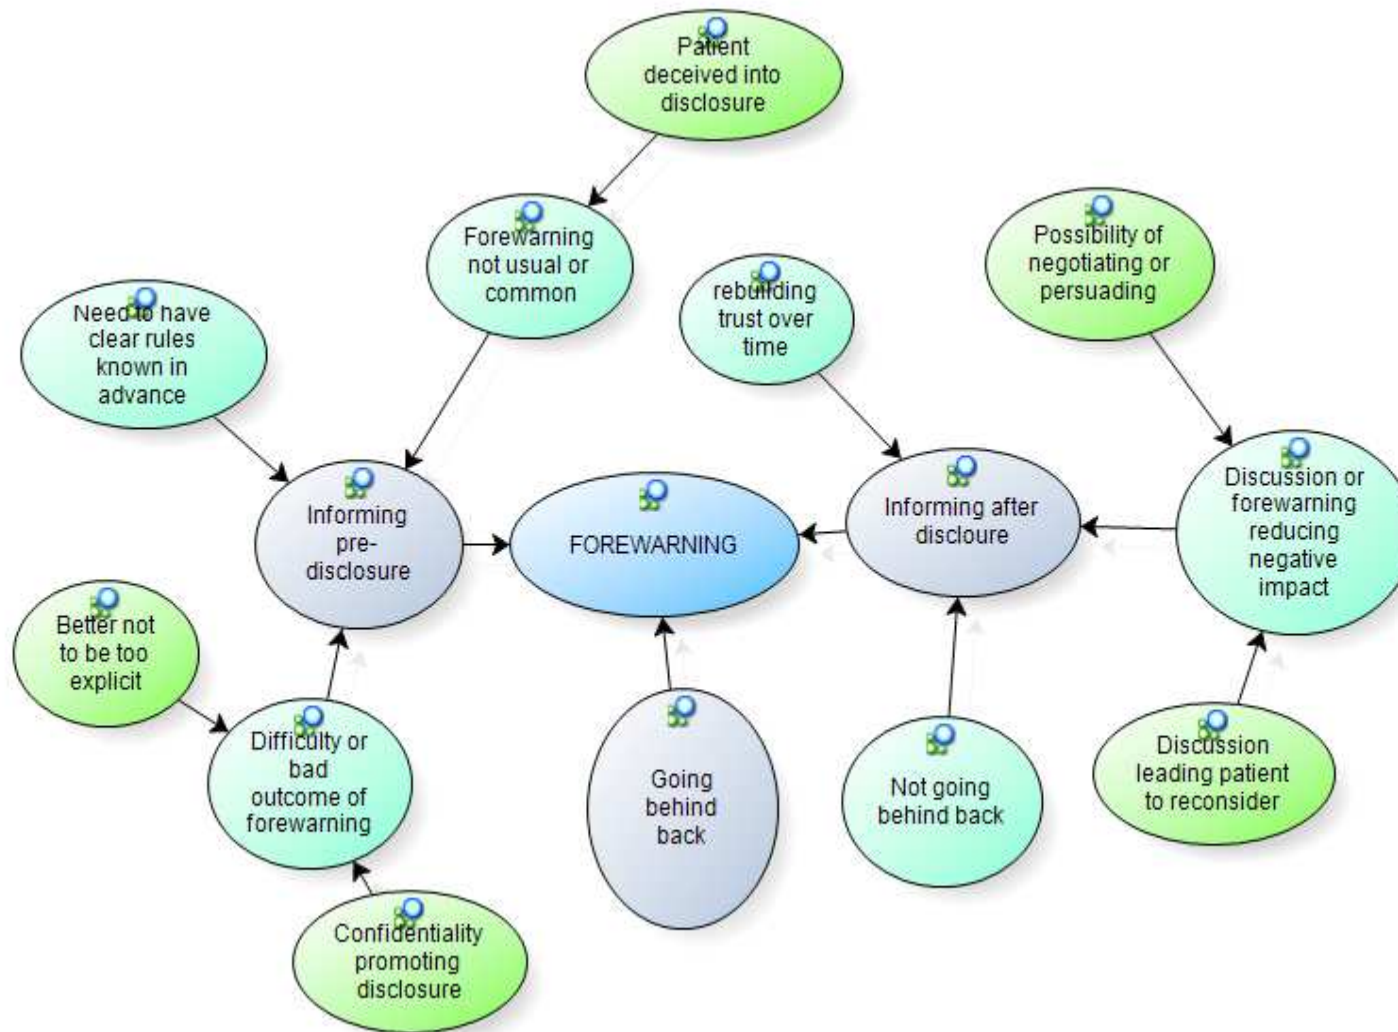 Patient
deceived into
disclosure
Forewarning
not usual or
common
Possibility of
negotiating or
persuading
rebuilding
trust over
time
Need to have
clear rules
known in
advance
Informing
pre-
disclosure
FOREWARNING
Informing after
discloure
Discussion or
forewarning
reducing
negative
impact
Better not
to be too
explicit
Difficulty or
bad
outcome of
forewarning
Going
behind
back
Not going
behind back
Discussion
leading patient
to reconsider
Confidentiality
promoting
disclosure